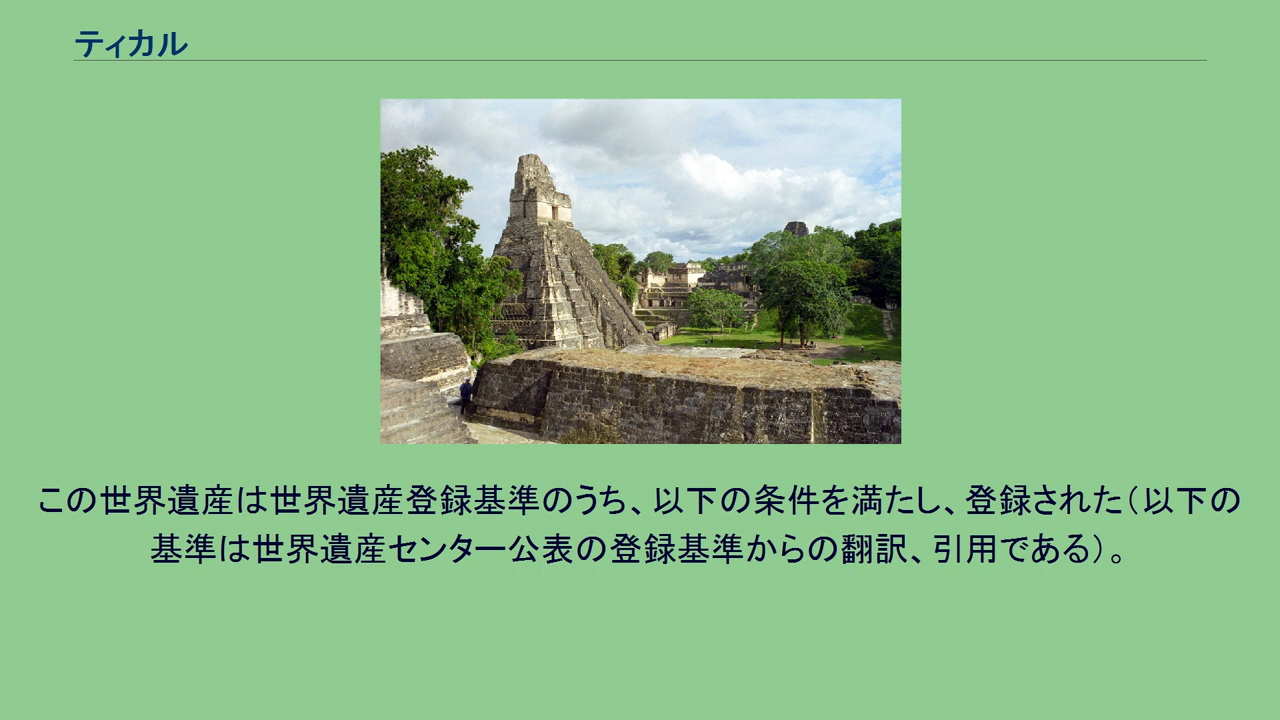 ティカル
この世界遺産は世界遺産登録基準のうち、以下の条件を満たし、登録された（以下の
基準は世界遺産センター公表の登録基準からの翻訳、引用である）。